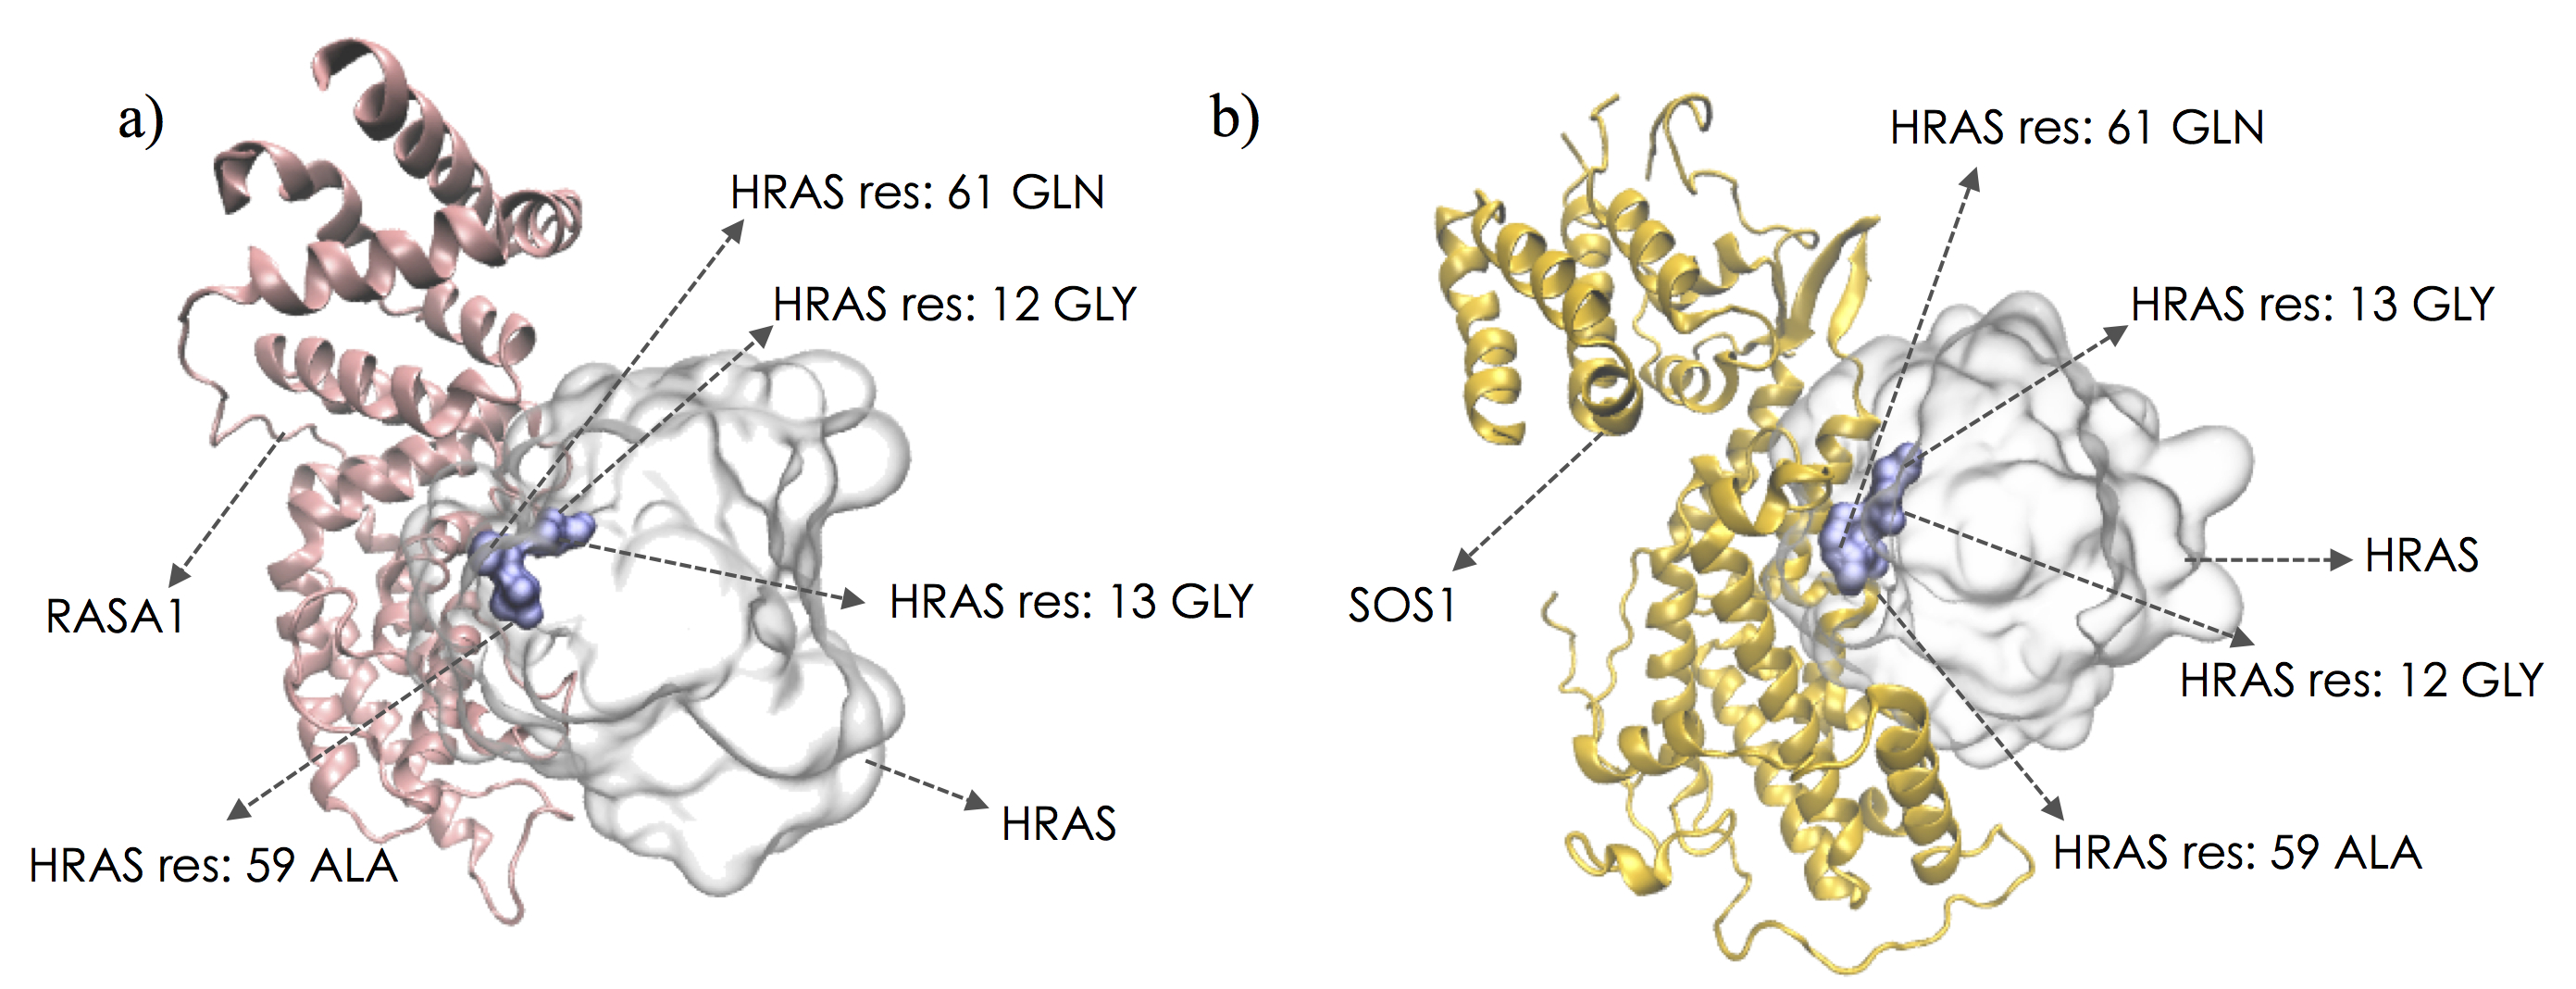 a)
HRAS res: 61 GLN
HRAS res: 12 GLY
HRAS res: 13 GLY
RASA1
HRAS
HRAS res: 59 ALA
b)
HRAS res: 61 GLN
HRAS res: 13 GLY
HRAS
SOS1
HRAS res: 12 GLY
HRAS res: 59 ALA